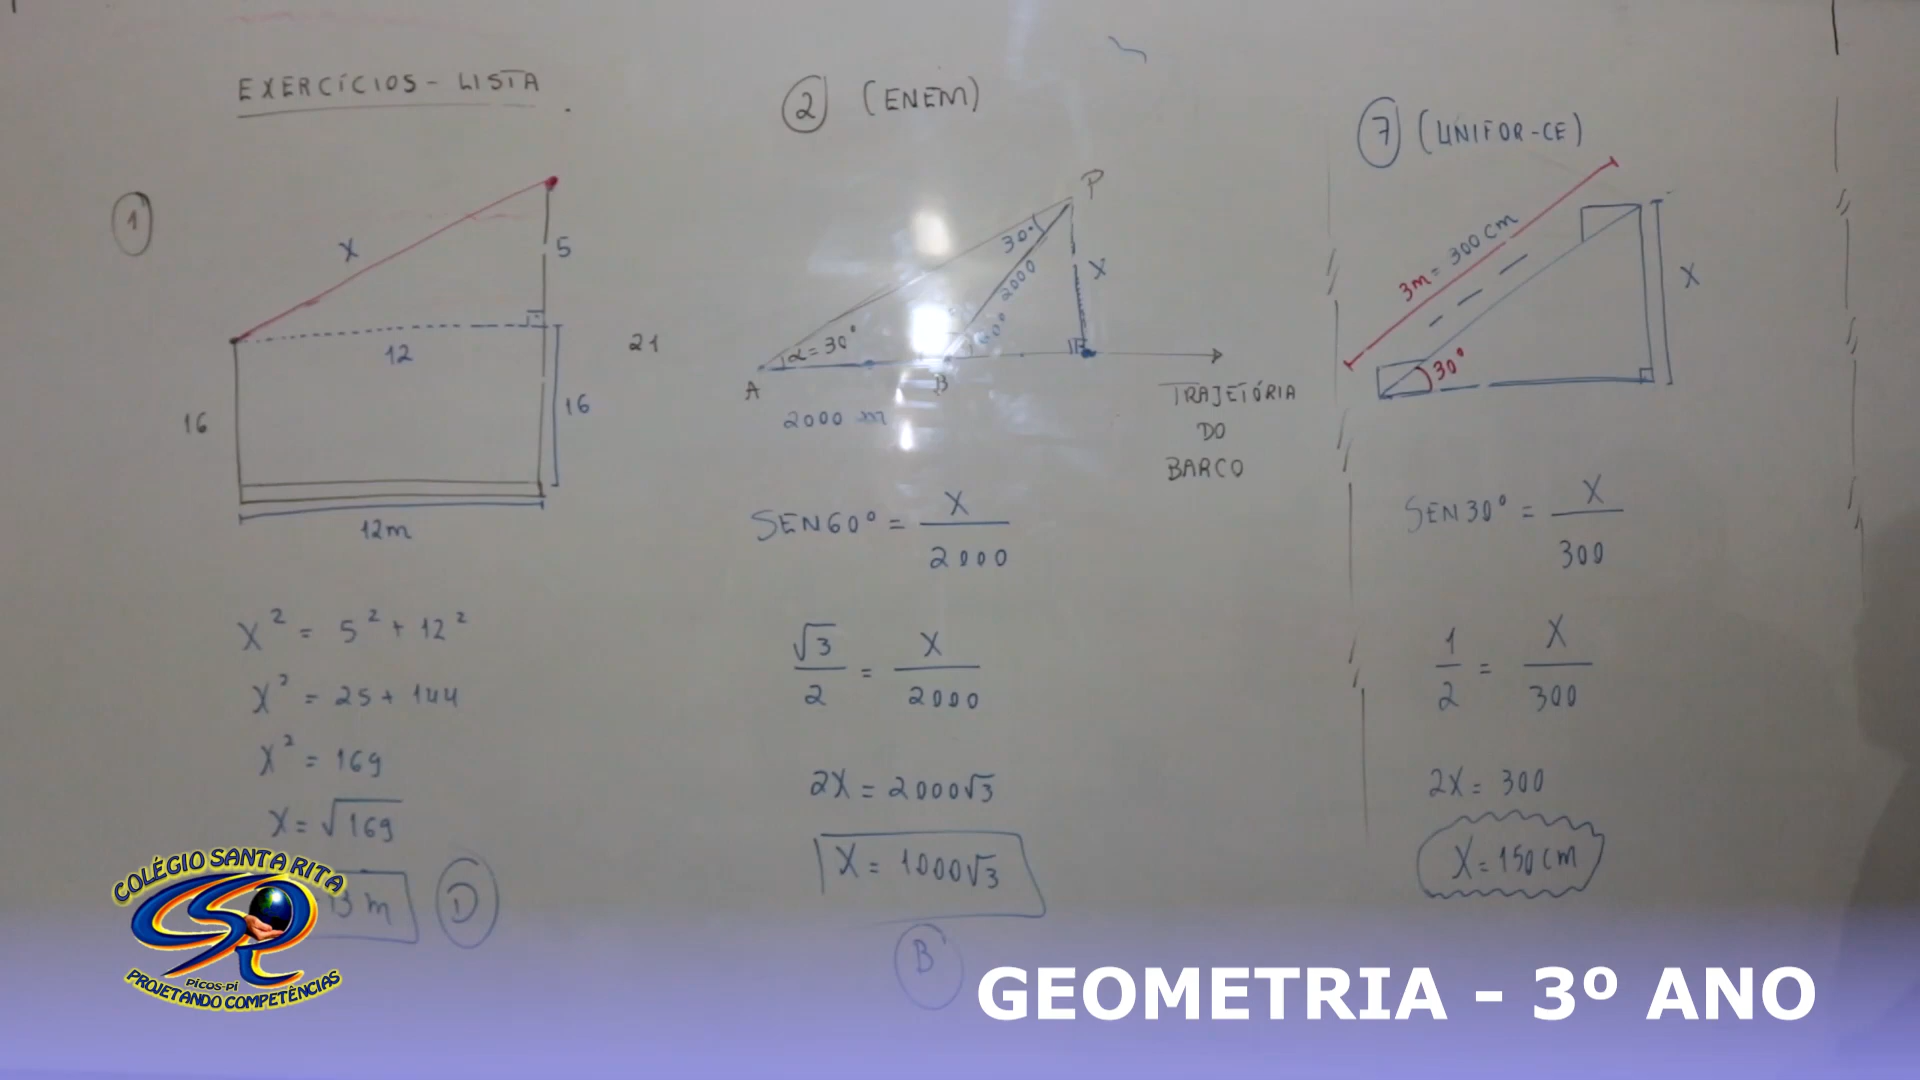 EXERCÍCIOS - LISTA
1
X
5
12
21
16
16
12m
X² = 5² + 12²
X² = 25 + 144
X² = 169
X = √169
13 m
D
2 (ENEM)
P
30°
2000
X
α = 30°
60°
A
B
2000 m
TRAJETÓRIA
DO
BARCO
SEN60° = X/2000
√3/2 = X/2000
2X = 2000√3
X = 1000√3
B
7 (UNIFOR-CE)
3m = 300 cm
X
30°
SEN30° = X/300
1/2 = X/300
2X = 300
X = 150 cm
COLÉGIO SANTA RITA
CSR
PICOS-PI
PROJETANDO COMPETÊNCIAS
GEOMETRIA - 3º ANO